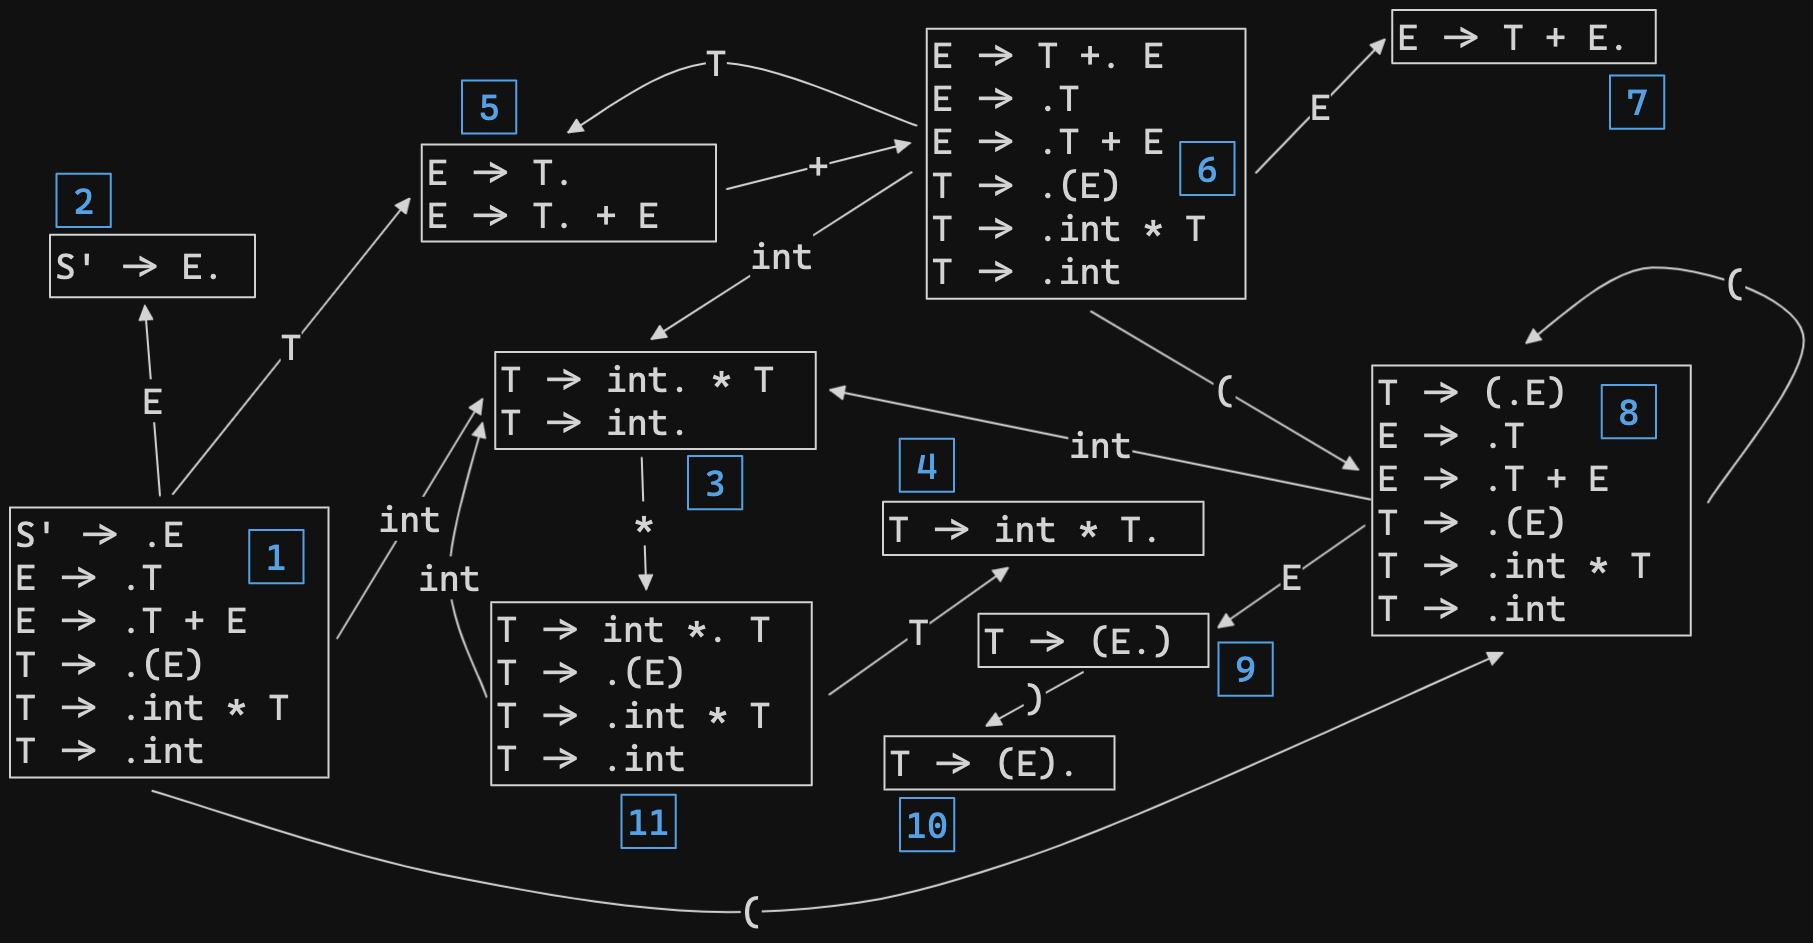 E -> T + E.
7
E
E -> T +. E
E -> .T
E -> .T + E
T -> .(E)
T -> .int * T
T -> .int
6
T
5
E -> T.
E -> T. + E
+
2
S' -> E.
int
T
E
(
(
T -> int. * T
T -> int.
3
T -> (.E)
E -> .T
E -> .T + E
T -> .(E)
T -> .int * T
T -> .int
8
int
4
T -> int * T.
S' -> .E
E -> .T
E -> .T + E
T -> .(E)
T -> .int * T
T -> .int
1
int
int
*
E
T -> int *. T
T -> .(E)
T -> .int * T
T -> .int
11
T
T -> (E.)
9
)
T -> (E).
10
(